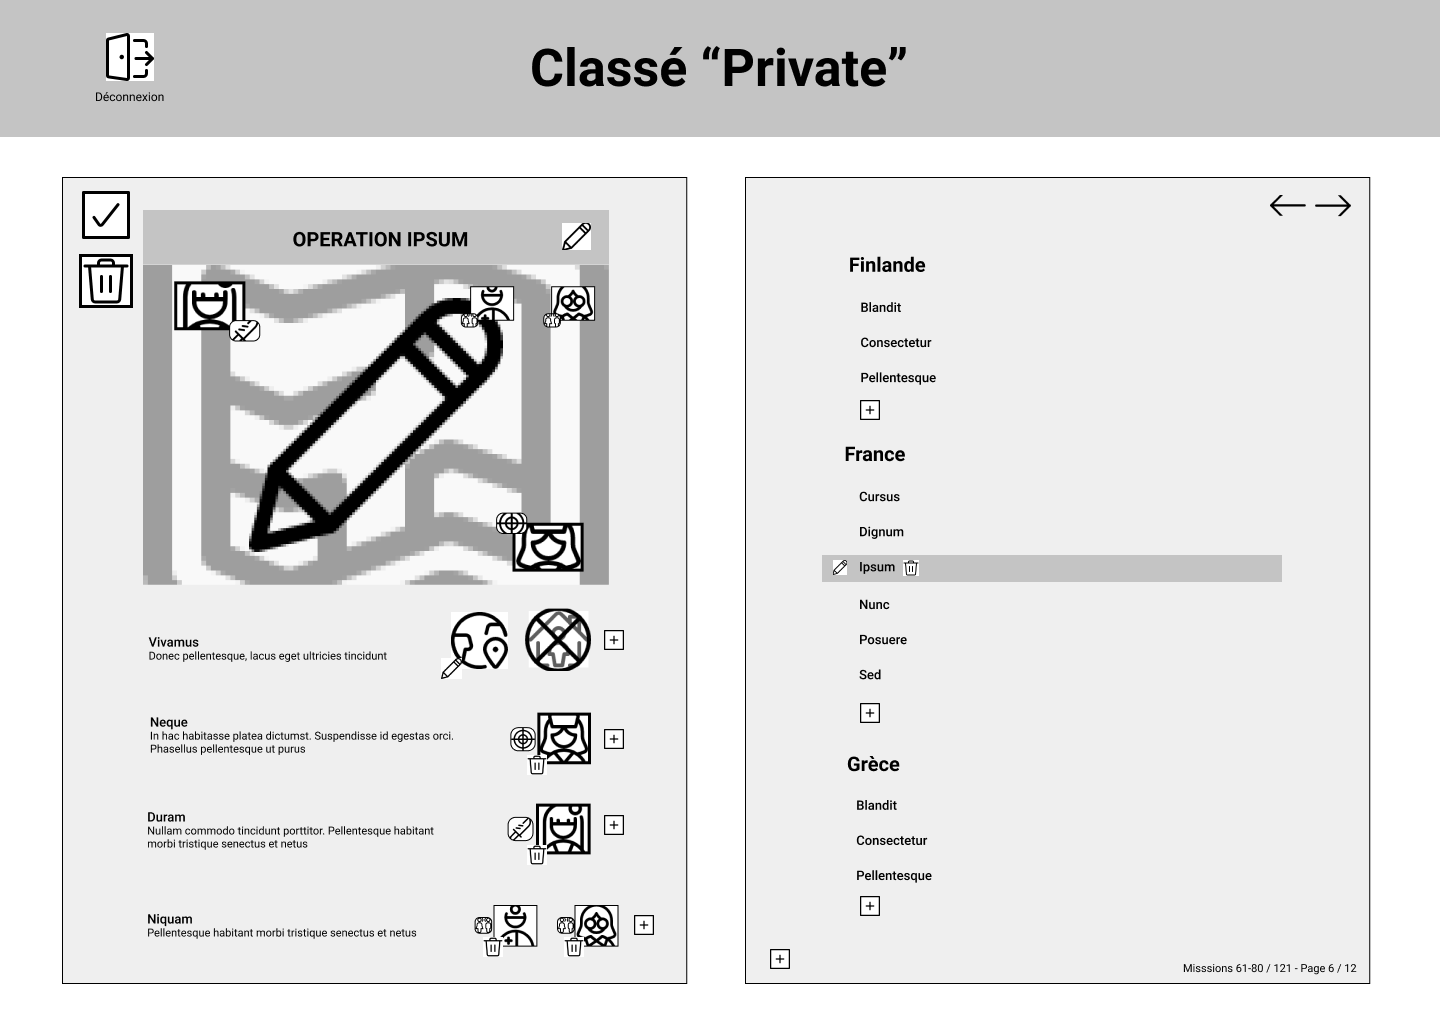 Déconnexion
Classé “Private”
OPERATION IPSUM
Vivamus
Donec pellentesque, lacus eget ultricies tincidunt
Neque
In hac habitasse platea dictumst. Suspendisse id egestas orci.
Phasellus pellentesque ut purus
Duram
Nullam commodo tincidunt porttitor. Pellentesque habitant
morbi tristique senectus et netus
Niquam
Pellentesque habitant morbi tristique senectus et netus
Finlande
Blandit
Consectetur
Pellentesque
France
Cursus
Dignum
Ipsum
Nunc
Posuere
Sed
Grèce
Blandit
Consectetur
Pellentesque
Misssions 61-80 / 121 - Page 6 / 12